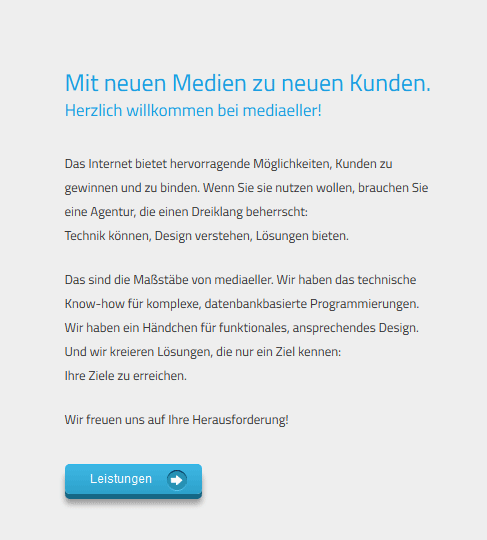 Mit neuen Medien zu neuen Kunden.
Herzlich willkommen bei mediaeller!
Das Internet bietet hervorragende Möglichkeiten, Kunden zu
gewinnen und zu binden. Wenn Sie sie nutzen wollen, brauchen Sie
eine Agentur, die einen Dreiklang beherrscht:
Technik können, Design verstehen, Lösungen bieten.
Das sind die Maßstäbe von mediaeller. Wir haben das technische
Know-how für komplexe, datenbankbasierte Programmierungen.
Wir haben ein Händchen für funktionales, ansprechendes Design.
Und wir kreieren Lösungen, die nur ein Ziel kennen:
Ihre Ziele zu erreichen.
Wir freuen uns auf Ihre Herausforderung!
Leistungen